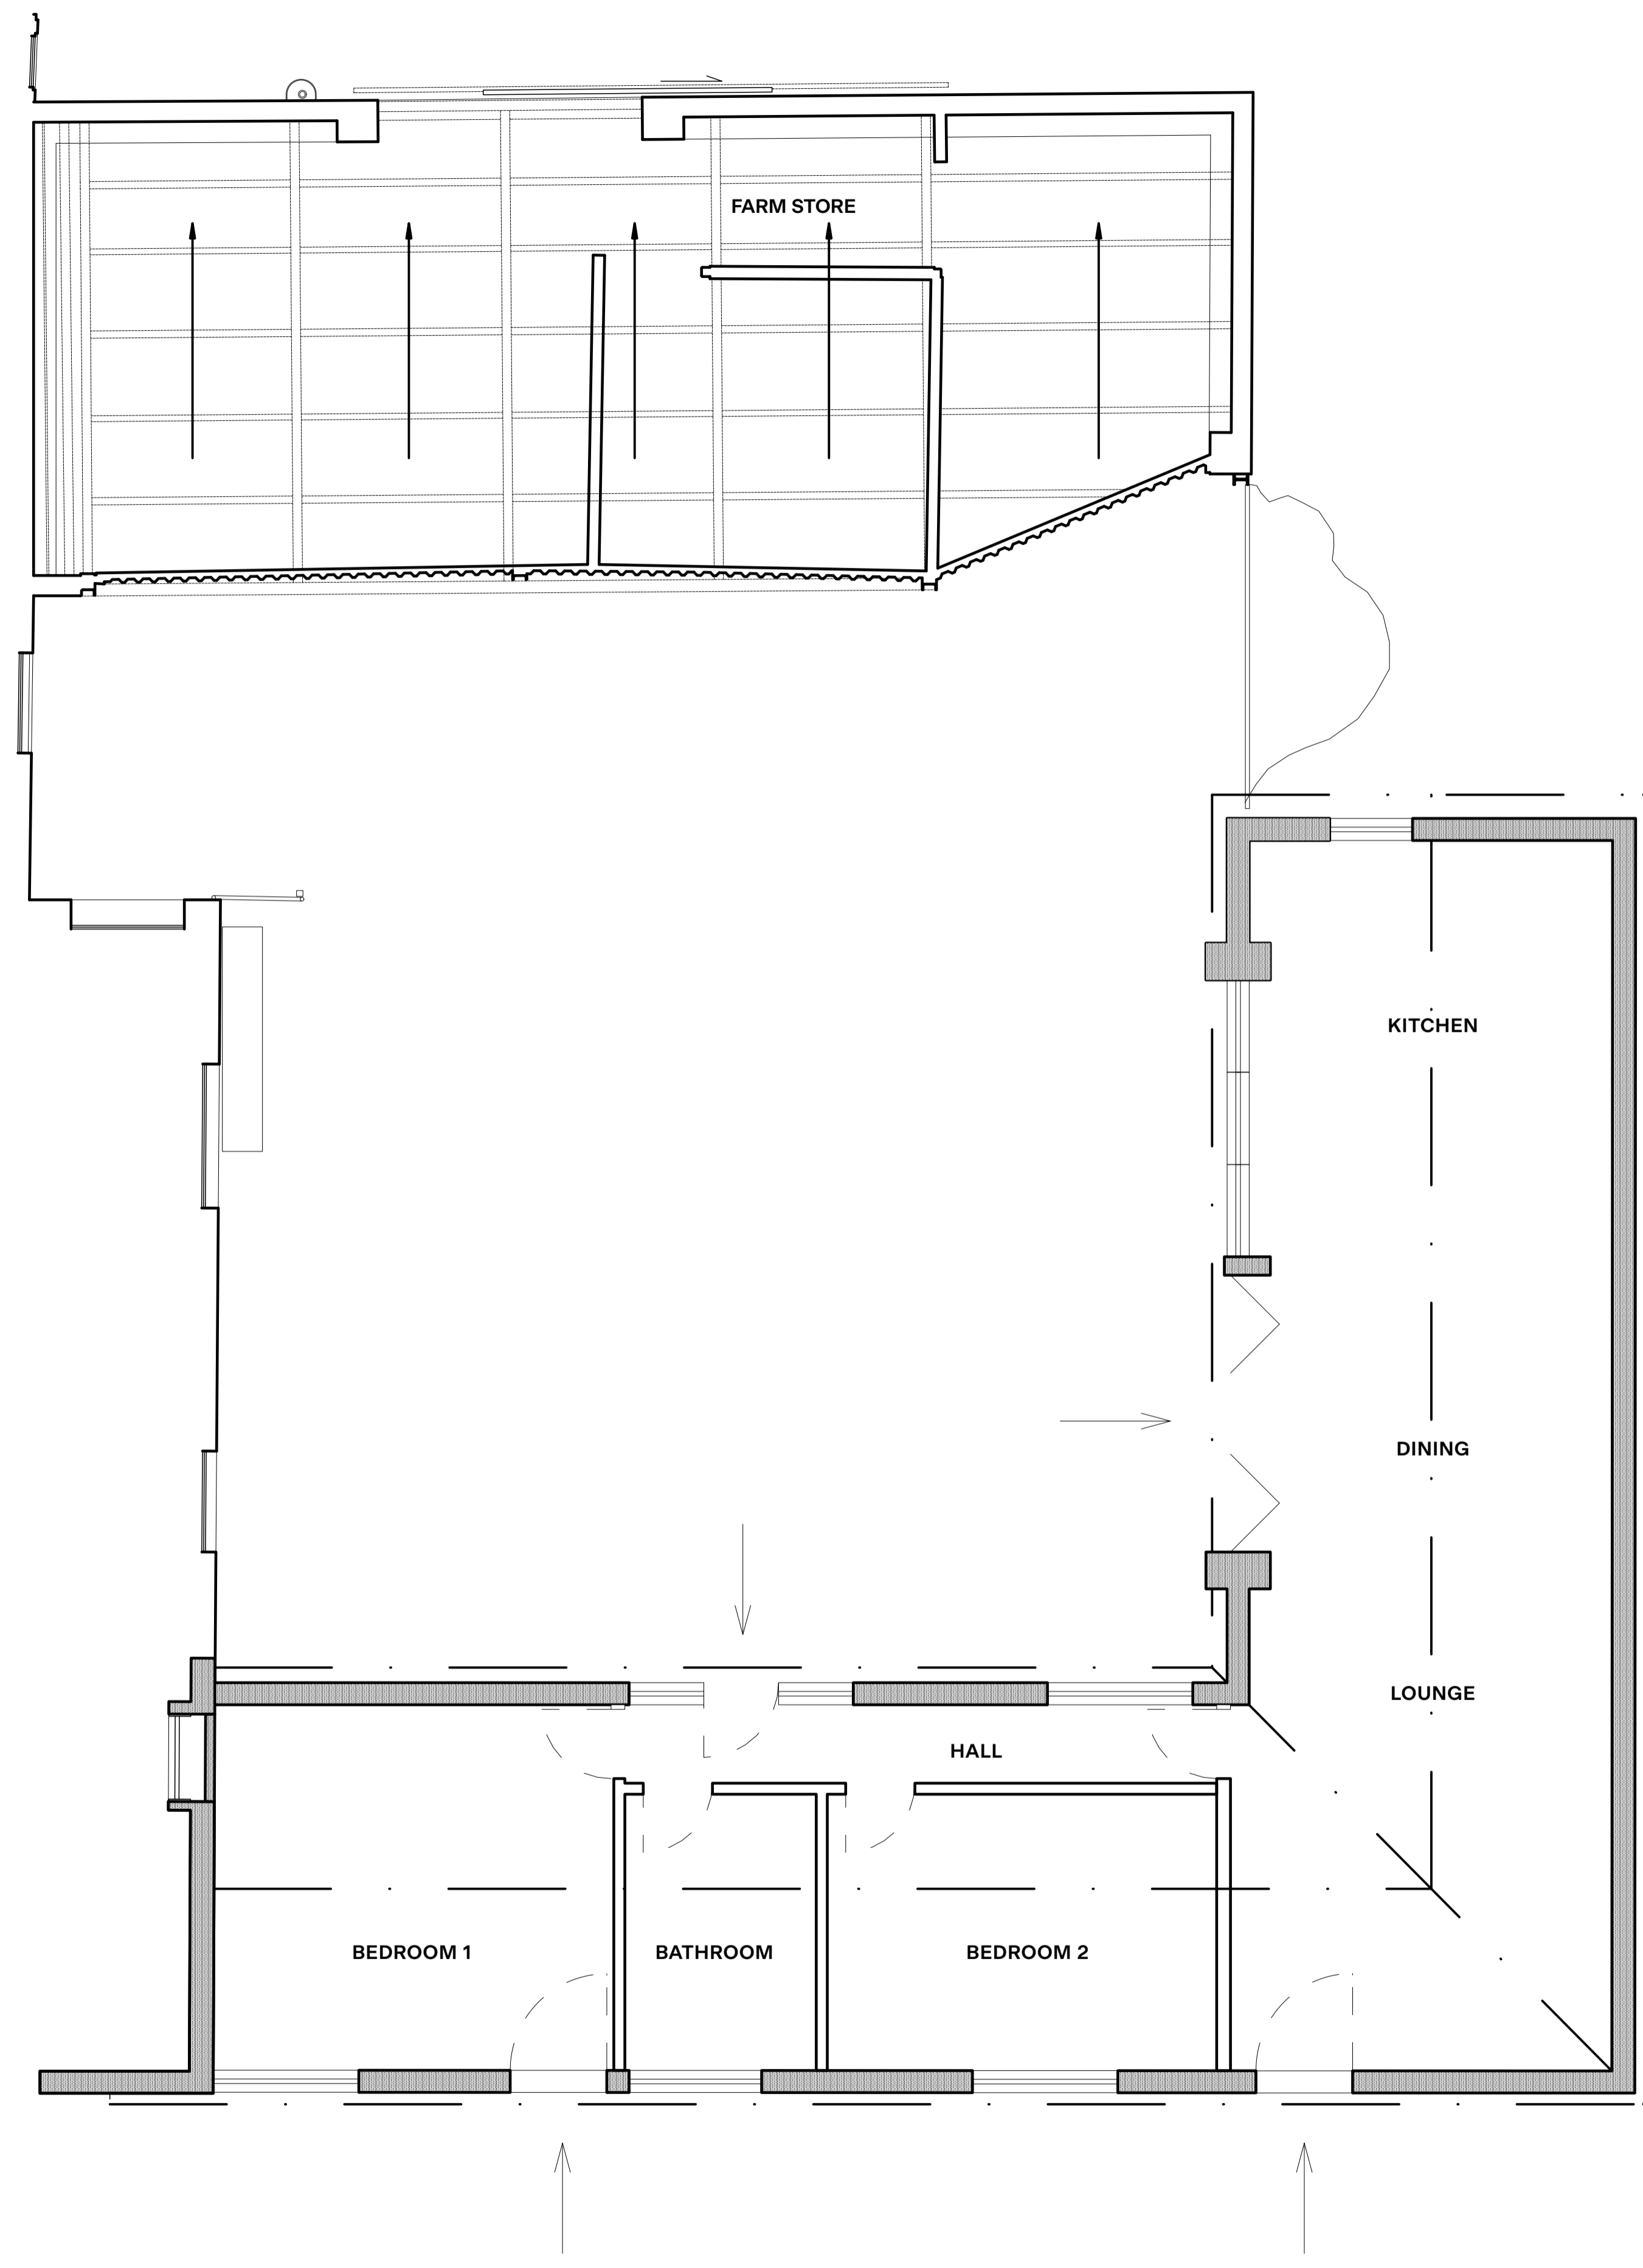 FARM STORE
KITCHEN
DINING
LOUNGE
HALL
BEDROOM 1
BATHROOM
BEDROOM 2